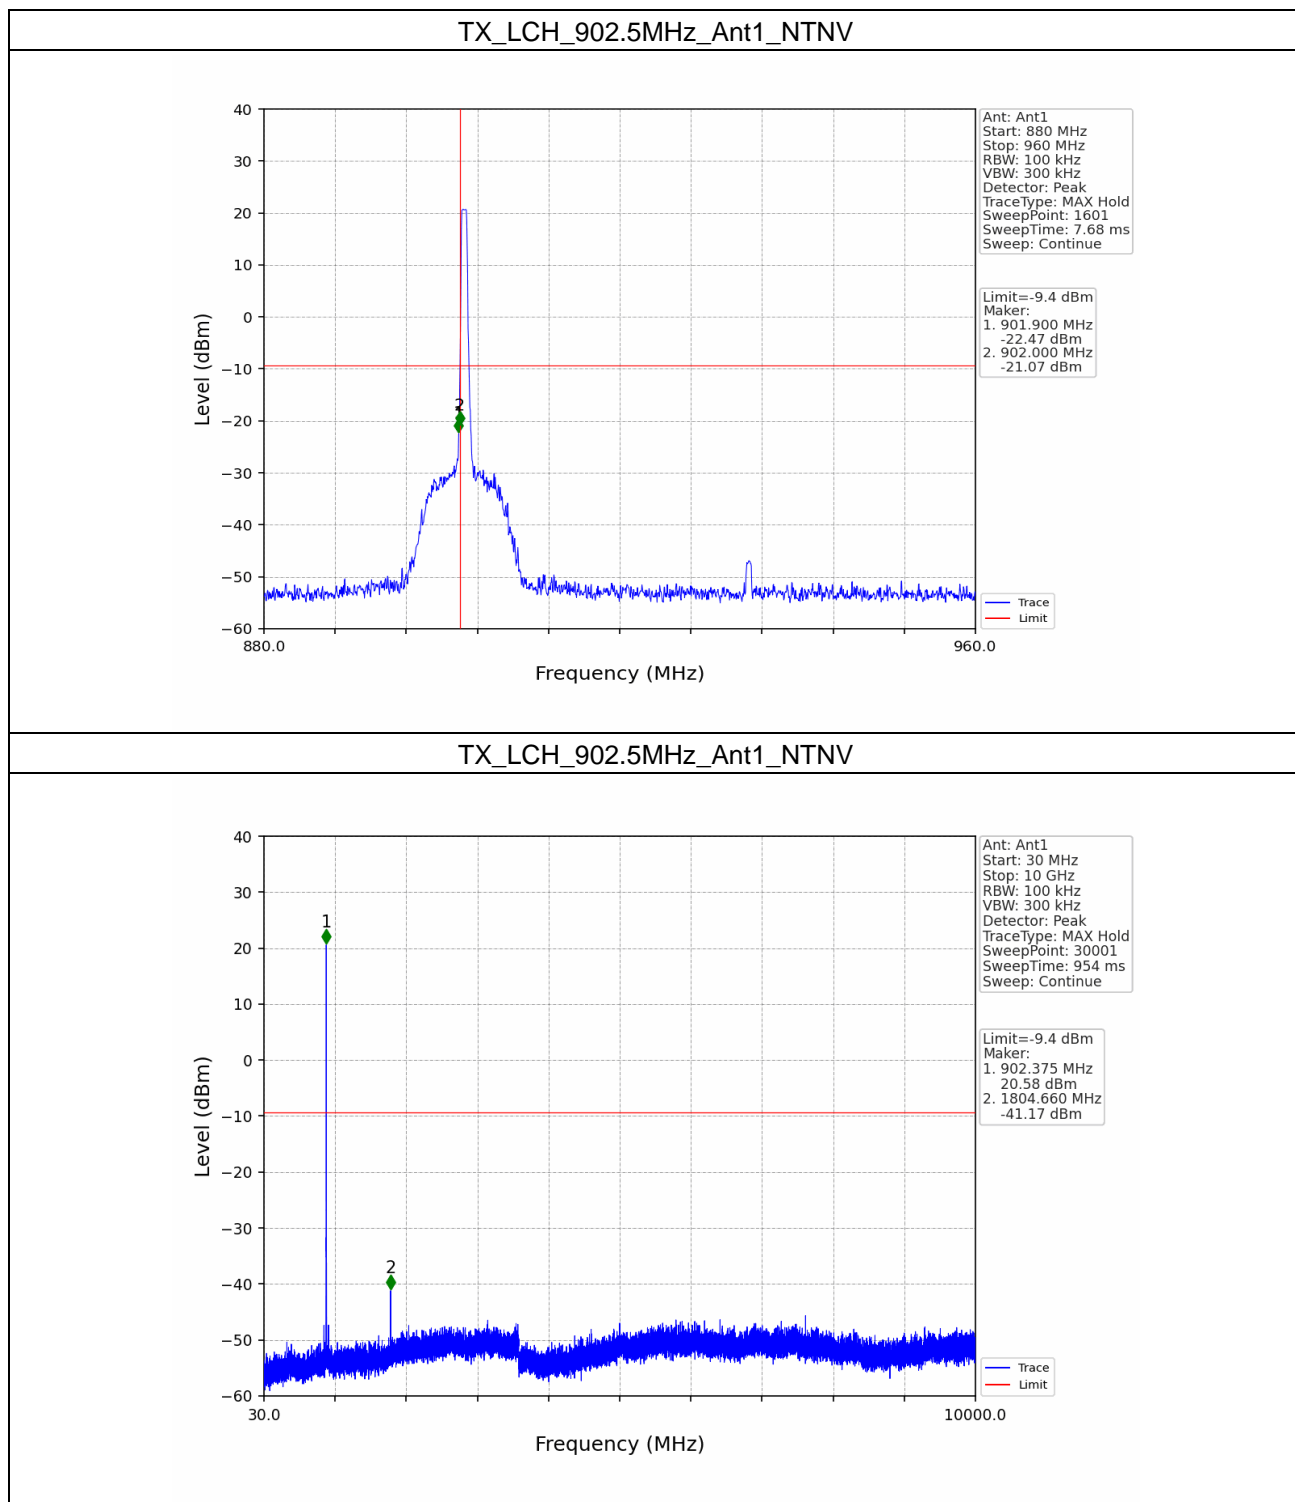 TX_LCH_902.5MHz_Ant1_NTNV
40
30
20
10
0
−10
−20
−30
−40
−50
−60
Level (dBm)
2
880.0
960.0
Frequency (MHz)
Ant: Ant1
Start: 880 MHz
Stop: 960 MHz
RBW: 100 kHz
VBW: 300 kHz
Detector: Peak
TraceType: MAX Hold
SweepPoint: 1601
SweepTime: 7.68 ms
Sweep: Continue
Limit=-9.4 dBm
Maker:
1. 901.900 MHz
-22.47 dBm
2. 902.000 MHz
-21.07 dBm
Trace
Limit
TX_LCH_902.5MHz_Ant1_NTNV
40
30
20
10
0
−10
−20
−30
−40
−50
−60
Level (dBm)
1
2
30.0
10000.0
Frequency (MHz)
Ant: Ant1
Start: 30 MHz
Stop: 10 GHz
RBW: 100 kHz
VBW: 300 kHz
Detector: Peak
TraceType: MAX Hold
SweepPoint: 30001
SweepTime: 954 ms
Sweep: Continue
Limit=-9.4 dBm
Maker:
1. 902.375 MHz
20.58 dBm
2. 1804.660 MHz
-41.17 dBm
Trace
Limit